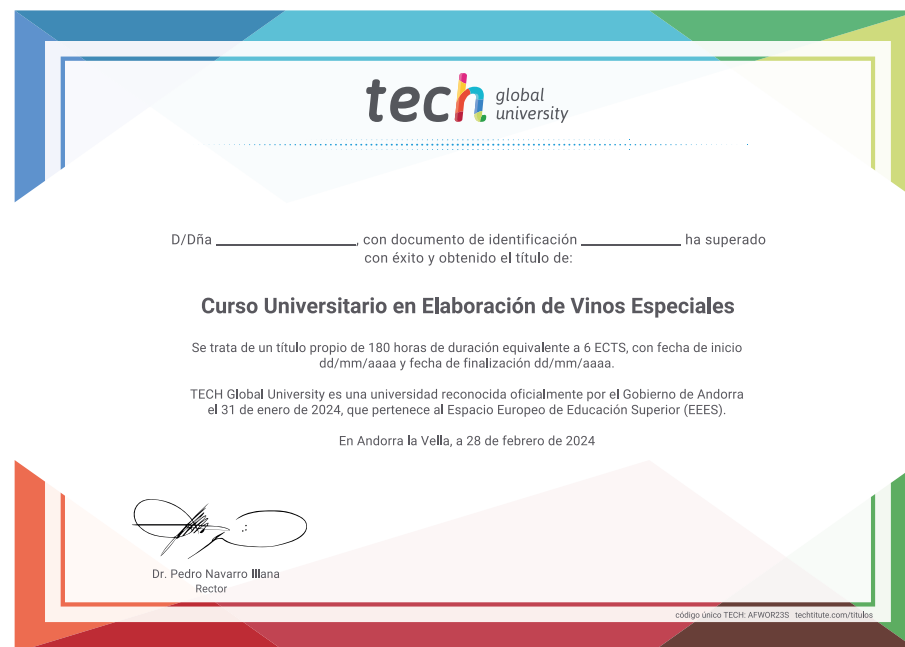 tech global university
D/Dña ____________, con documento de identificación ____________ ha superado
con éxito y obtenido el título de:
Curso Universitario en Elaboración de Vinos Especiales
Se trata de un título propio de 180 horas de duración equivalente a 6 ECTS, con fecha de inicio
dd/mm/aaaa y fecha de finalización dd/mm/aaaa.
TECH Global University es una universidad reconocida oficialmente por el Gobierno de Andorra
el 31 de enero de 2024, que pertenece al Espacio Europeo de Educación Superior (EEES).
En Andorra la Vella, a 28 de febrero de 2024
Dr. Pedro Navarro Illana
Rector
código único TECH: AFWOR23S techtitute.com/titulos